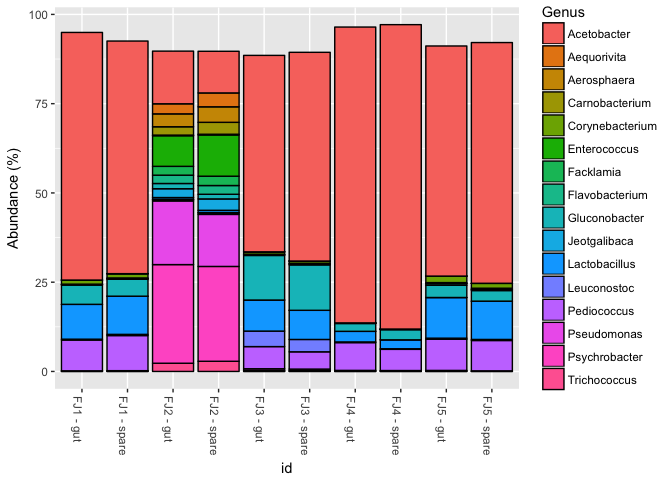 Genus
Acetobacter
Aequorivita
Aerosphaera
Carnobacterium
Corynebacterium
Enterococcus
Facklamia
Flavobacterium
Gluconobacter
Jeotgalibaca
Lactobacillus
Leuconostoc
Pediococcus
Pseudomonas
Psychrobacter
Trichococcus
Abundance (%)
100
75
50
25
0
FJ1 - gut
FJ1 - spare
FJ2 - gut
FJ2 - spare
FJ3 - gut
FJ3 - spare
FJ4 - gut
FJ4 - spare
FJ5 - gut
FJ5 - spare
id